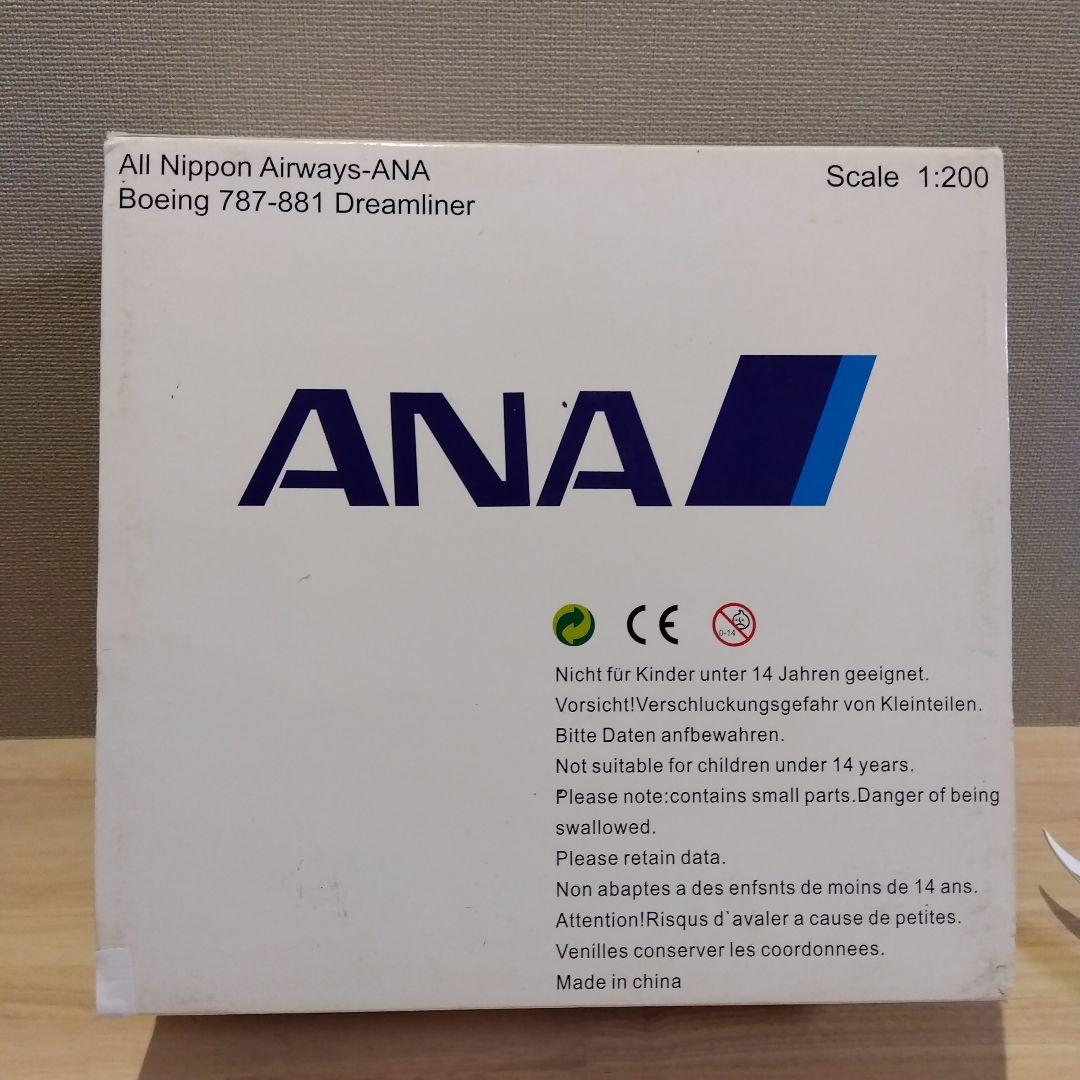 All Nippon Airways-ANA
Boeing 787-881 Dreamliner
Scale 1:200
ANA
CE
0-14
Nicht für Kinder unter 14 Jahren geeignet.
Vorsicht!Verschluckungsgefahr von Kleinteilen.
Bitte Daten anfbewahren.
Not suitable for children under 14 years.
Please note:contains small parts.Danger of being
swallowed.
Please retain data.
Non abaptes a des enfsnts de moins de 14 ans.
Attention!Risqus d`avaler a cause de petites.
Venilles conserver les coordonnees.
Made in china